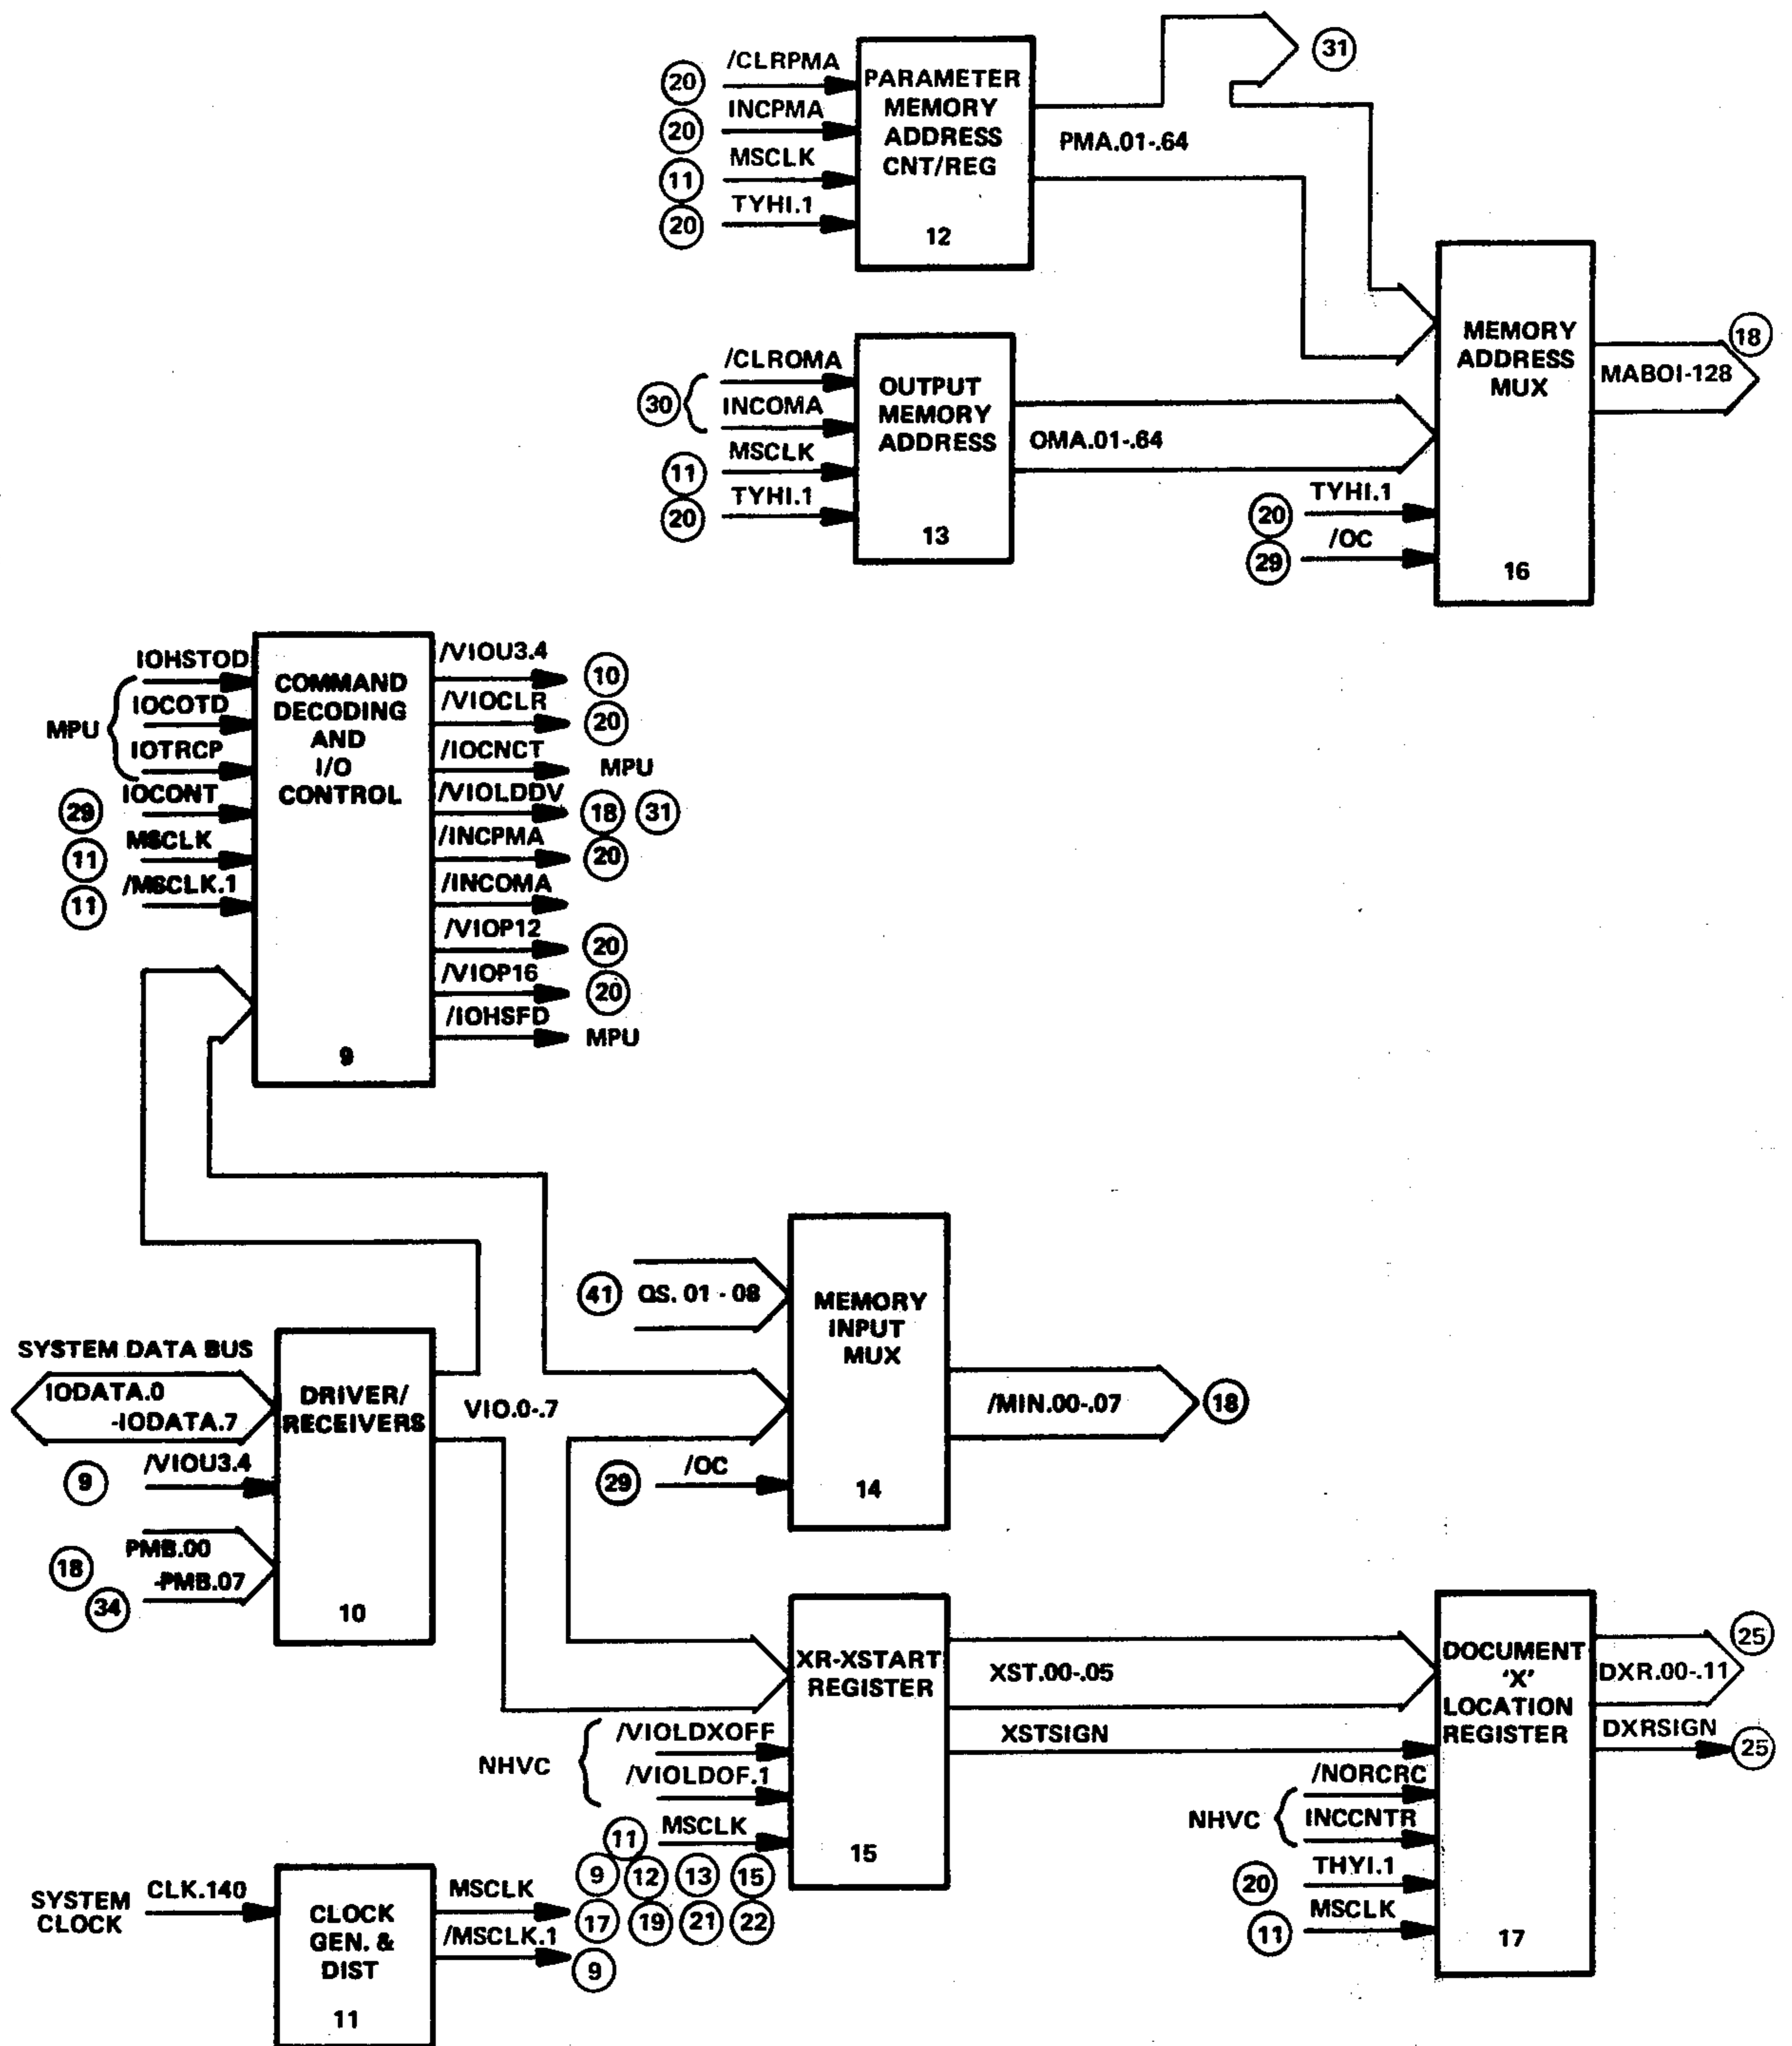 /CLRPMA
20
INCPMA
20
MSCLK
11
TYHI.1
20
PARAMETER
MEMORY
ADDRESS
CNT/REG
12
PMA.01-.64
31
/CLROMA
30
INCOMA
MSCLK
11
TYHI.1
20
OUTPUT
MEMORY
ADDRESS
13
OMA.01-.64
TYHI.1
20
/OC
29
MEMORY
ADDRESS
MUX
16
MABOI-128
18
IOHSTOD
MPU
IOCOTD
IOTRCP
IOCONT
29
MSCLK
11
/MSCLK.1
11
COMMAND
DECODING
AND
I/O
CONTROL
9
/VIOU3.4
10
/VIOCLR
20
/IOCNCT
MPU
/VIOLDDV
18 31
/INCPMA
20
/INCOMA
/VIOP12
20
/VIOP16
20
/IOHSFD
MPU
SYSTEM DATA BUS
IODATA.0
-IODATA.7
/VIOU3.4
9
PMB.00
18
-PMB.07
34
DRIVER/
RECEIVERS
10
VIO.0-.7
41 QS. 01 - 08
/OC
29
MEMORY
INPUT
MUX
14
/MIN.00-.07
18
/VIOLDXOFF
NHVC
/VIOLDOF.1
MSCLK
11
XR-XSTART
REGISTER
15
XST.00-.05
XSTSIGN
/NORCRC
NHVC
INCCNTR
THYI.1
20
MSCLK
11
DOCUMENT
'X'
LOCATION
REGISTER
17
DXR.00-.11
25
DXRSIGN
25
SYSTEM
CLOCK
CLK.140
CLOCK
GEN. &
DIST
11
MSCLK
9 12 13 15
17 19 21 22
/MSCLK.1
9